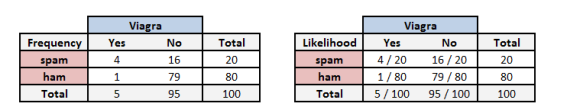 Viagra Viagra
Frequency Yes No Total Likelihood Yes No Total
spam 4 16 20 spam 4 / 20 16 / 20 20
ham 1 79 80 ham 1 / 80 79 / 80 80
Total 5 95 100 Total 5 / 100 95 / 100 100